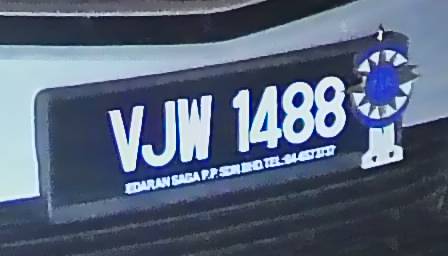 VJW 1488
EDARAN SAGA P.P. SDN BHD. TEL: